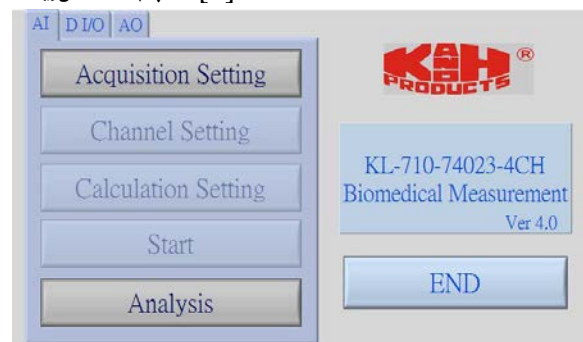 AI D I/O AO
Acquisition Setting
Channel Setting
Calculation Setting
Start
Analysis
K&H ®
PRODUCTS
KL-710-74023-4CH
Biomedical Measurement
Ver 4.0
END